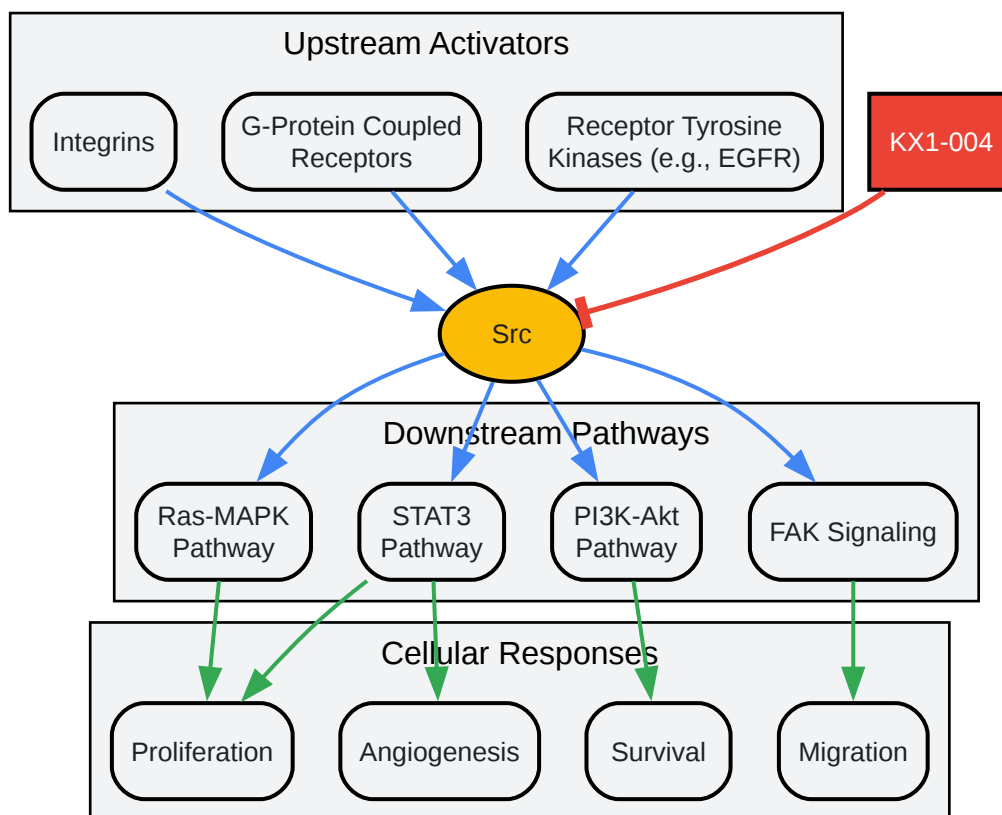 Upstream Activators
Integrins
G-Protein Coupled
Receptors
Receptor Tyrosine
Kinases (e.g., EGFR)
KX1-004
Src
Downstream Pathways
Ras-MAPK
Pathway
STAT3
Pathway
PI3K-Akt
Pathway
FAK Signaling
Cellular Responses
Proliferation
Angiogenesis
Survival
Migration